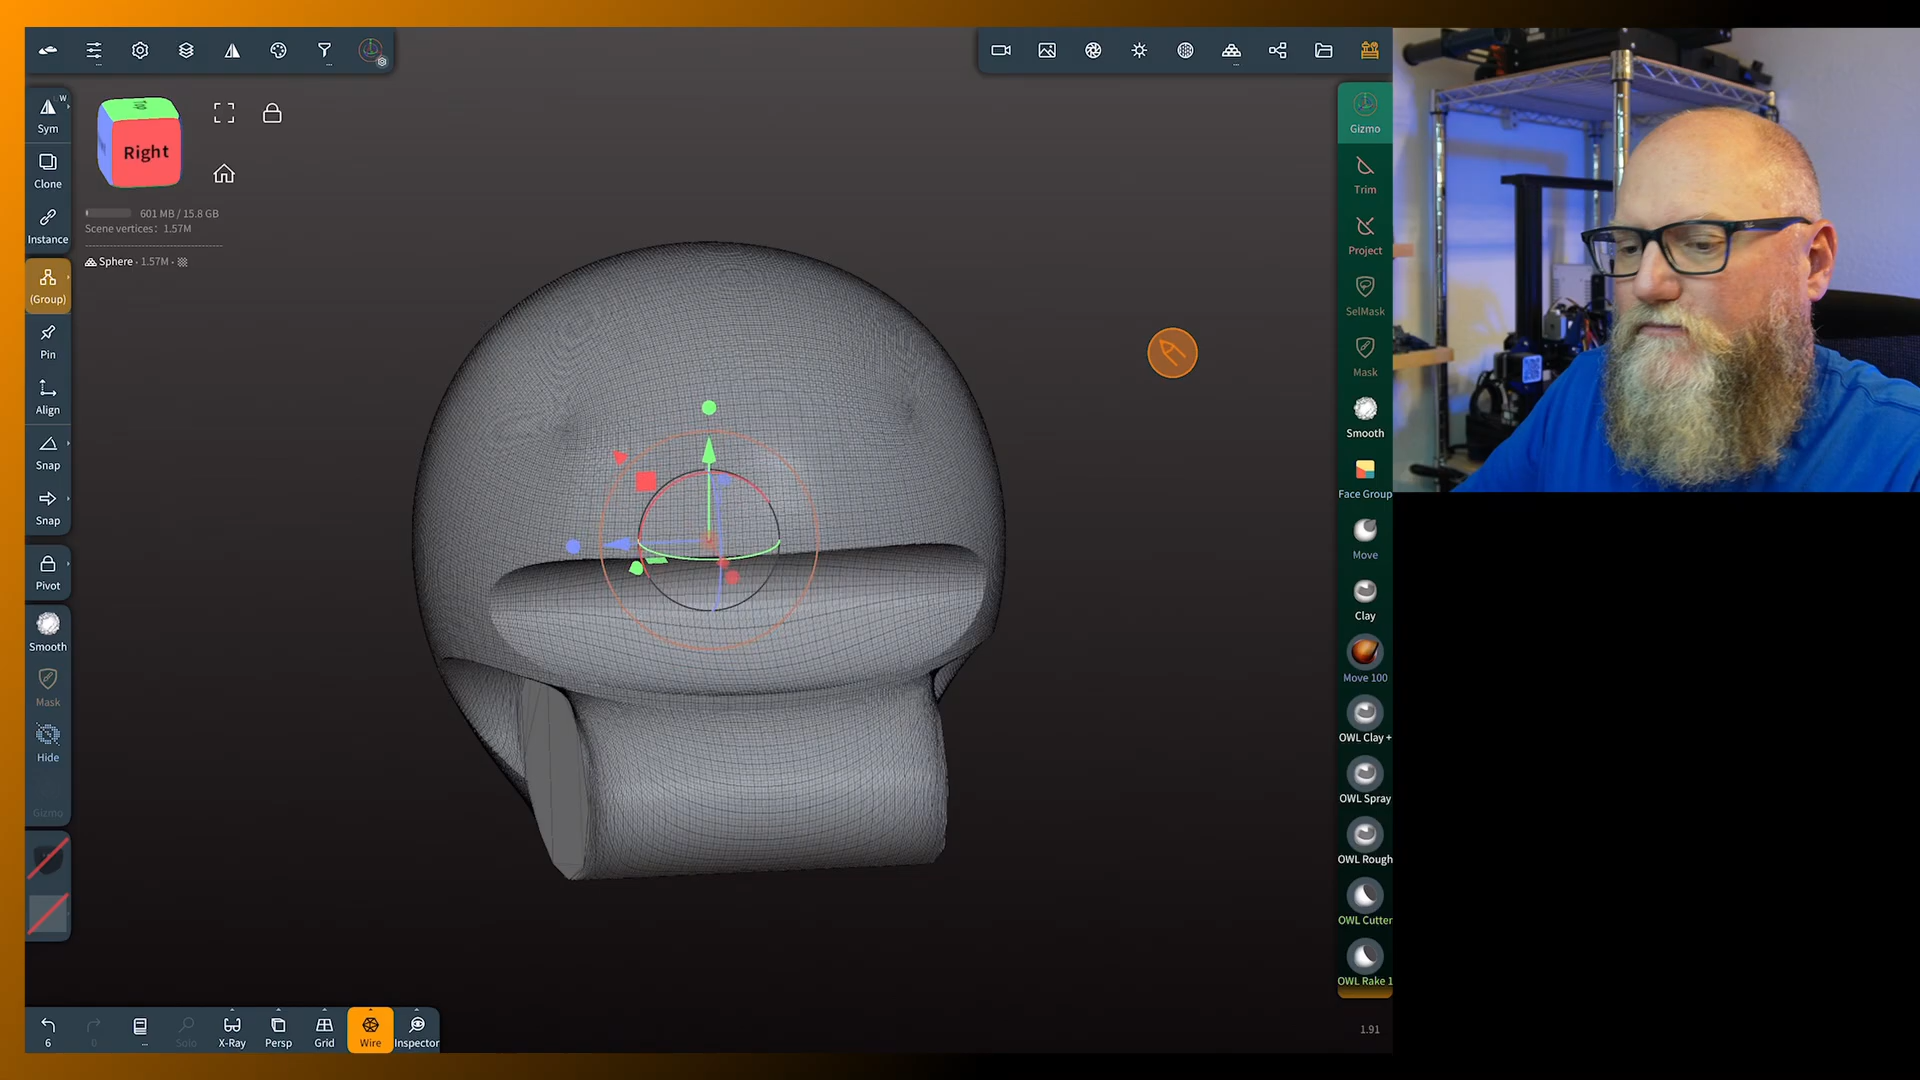 Sym
W
Clone
Instance
(Group)
Pin
Align
Snap
Snap
Pivot
Smooth
Mask
Hide
Gizmo
Top
Right
601 MB / 15.8 GB
Scene vertices: 1.57M
Sphere · 1.57M ·
Gizmo
Trim
Project
SelMask
Mask
Smooth
Face Group
Move
Clay
Move 100
OWL Clay +
OWL Spray
OWL Rough
OWL Cutter
OWL Rake 1
6
0
...
Solo
X-Ray
Persp
Grid
Wire
Inspector
1.91